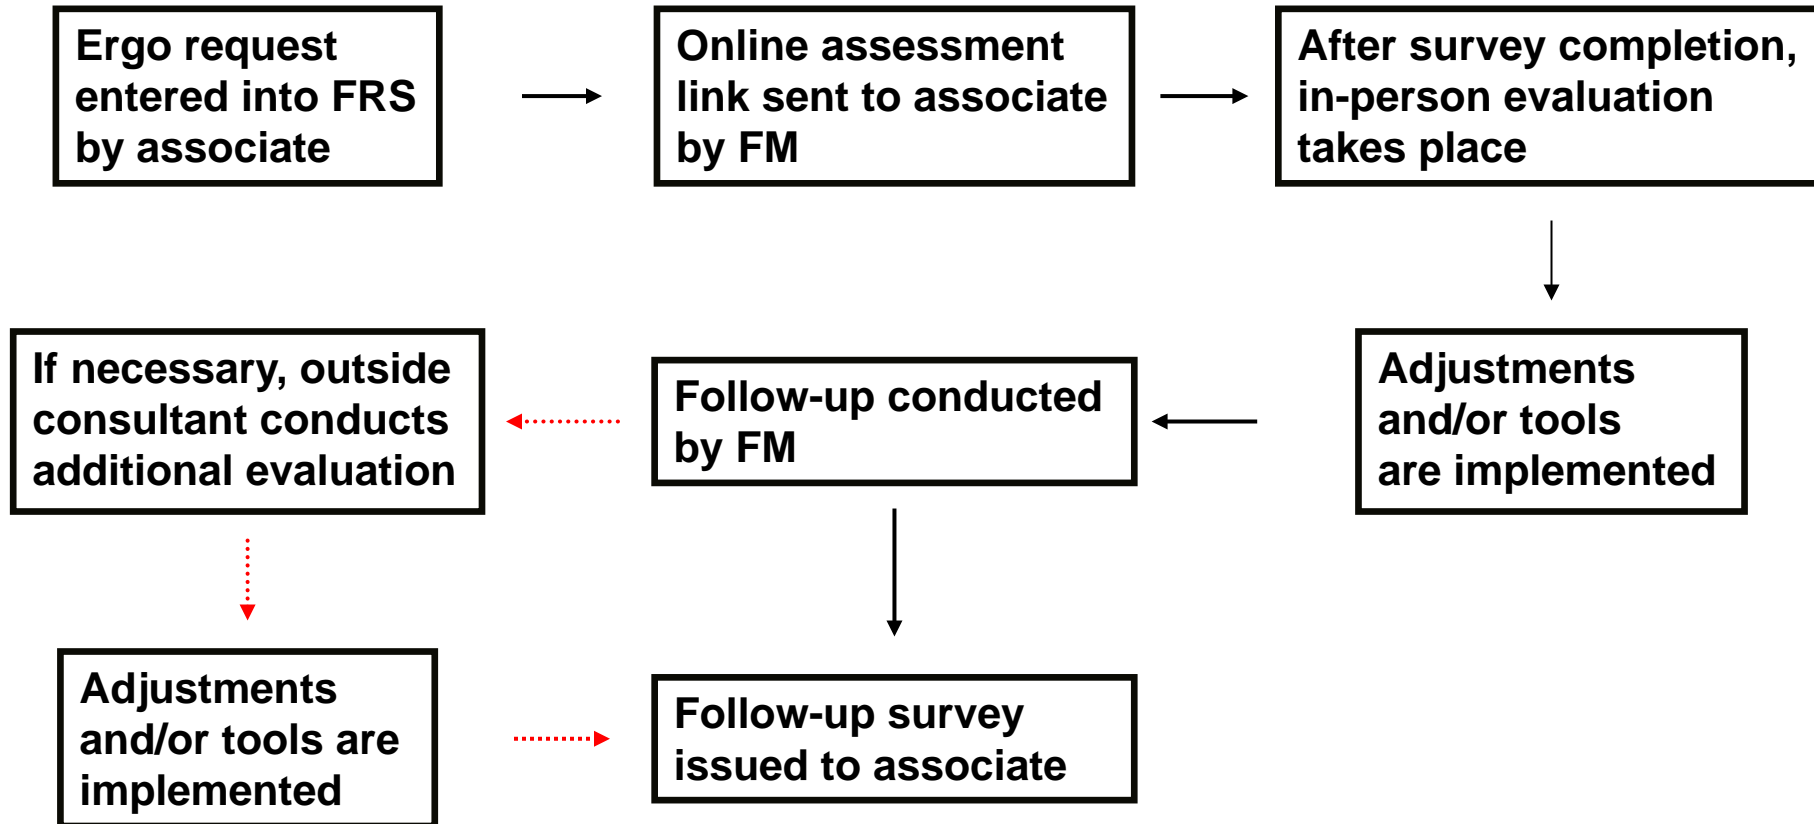 Ergo request
entered into FRS
by associate
Online assessment
link sent to associate
by FM
After survey completion,
in-person evaluation
takes place
Adjustments
and/or tools
are implemented
Follow-up conducted
by FM
If necessary, outside
consultant conducts
additional evaluation
Adjustments
and/or tools are
implemented
Follow-up survey
issued to associate